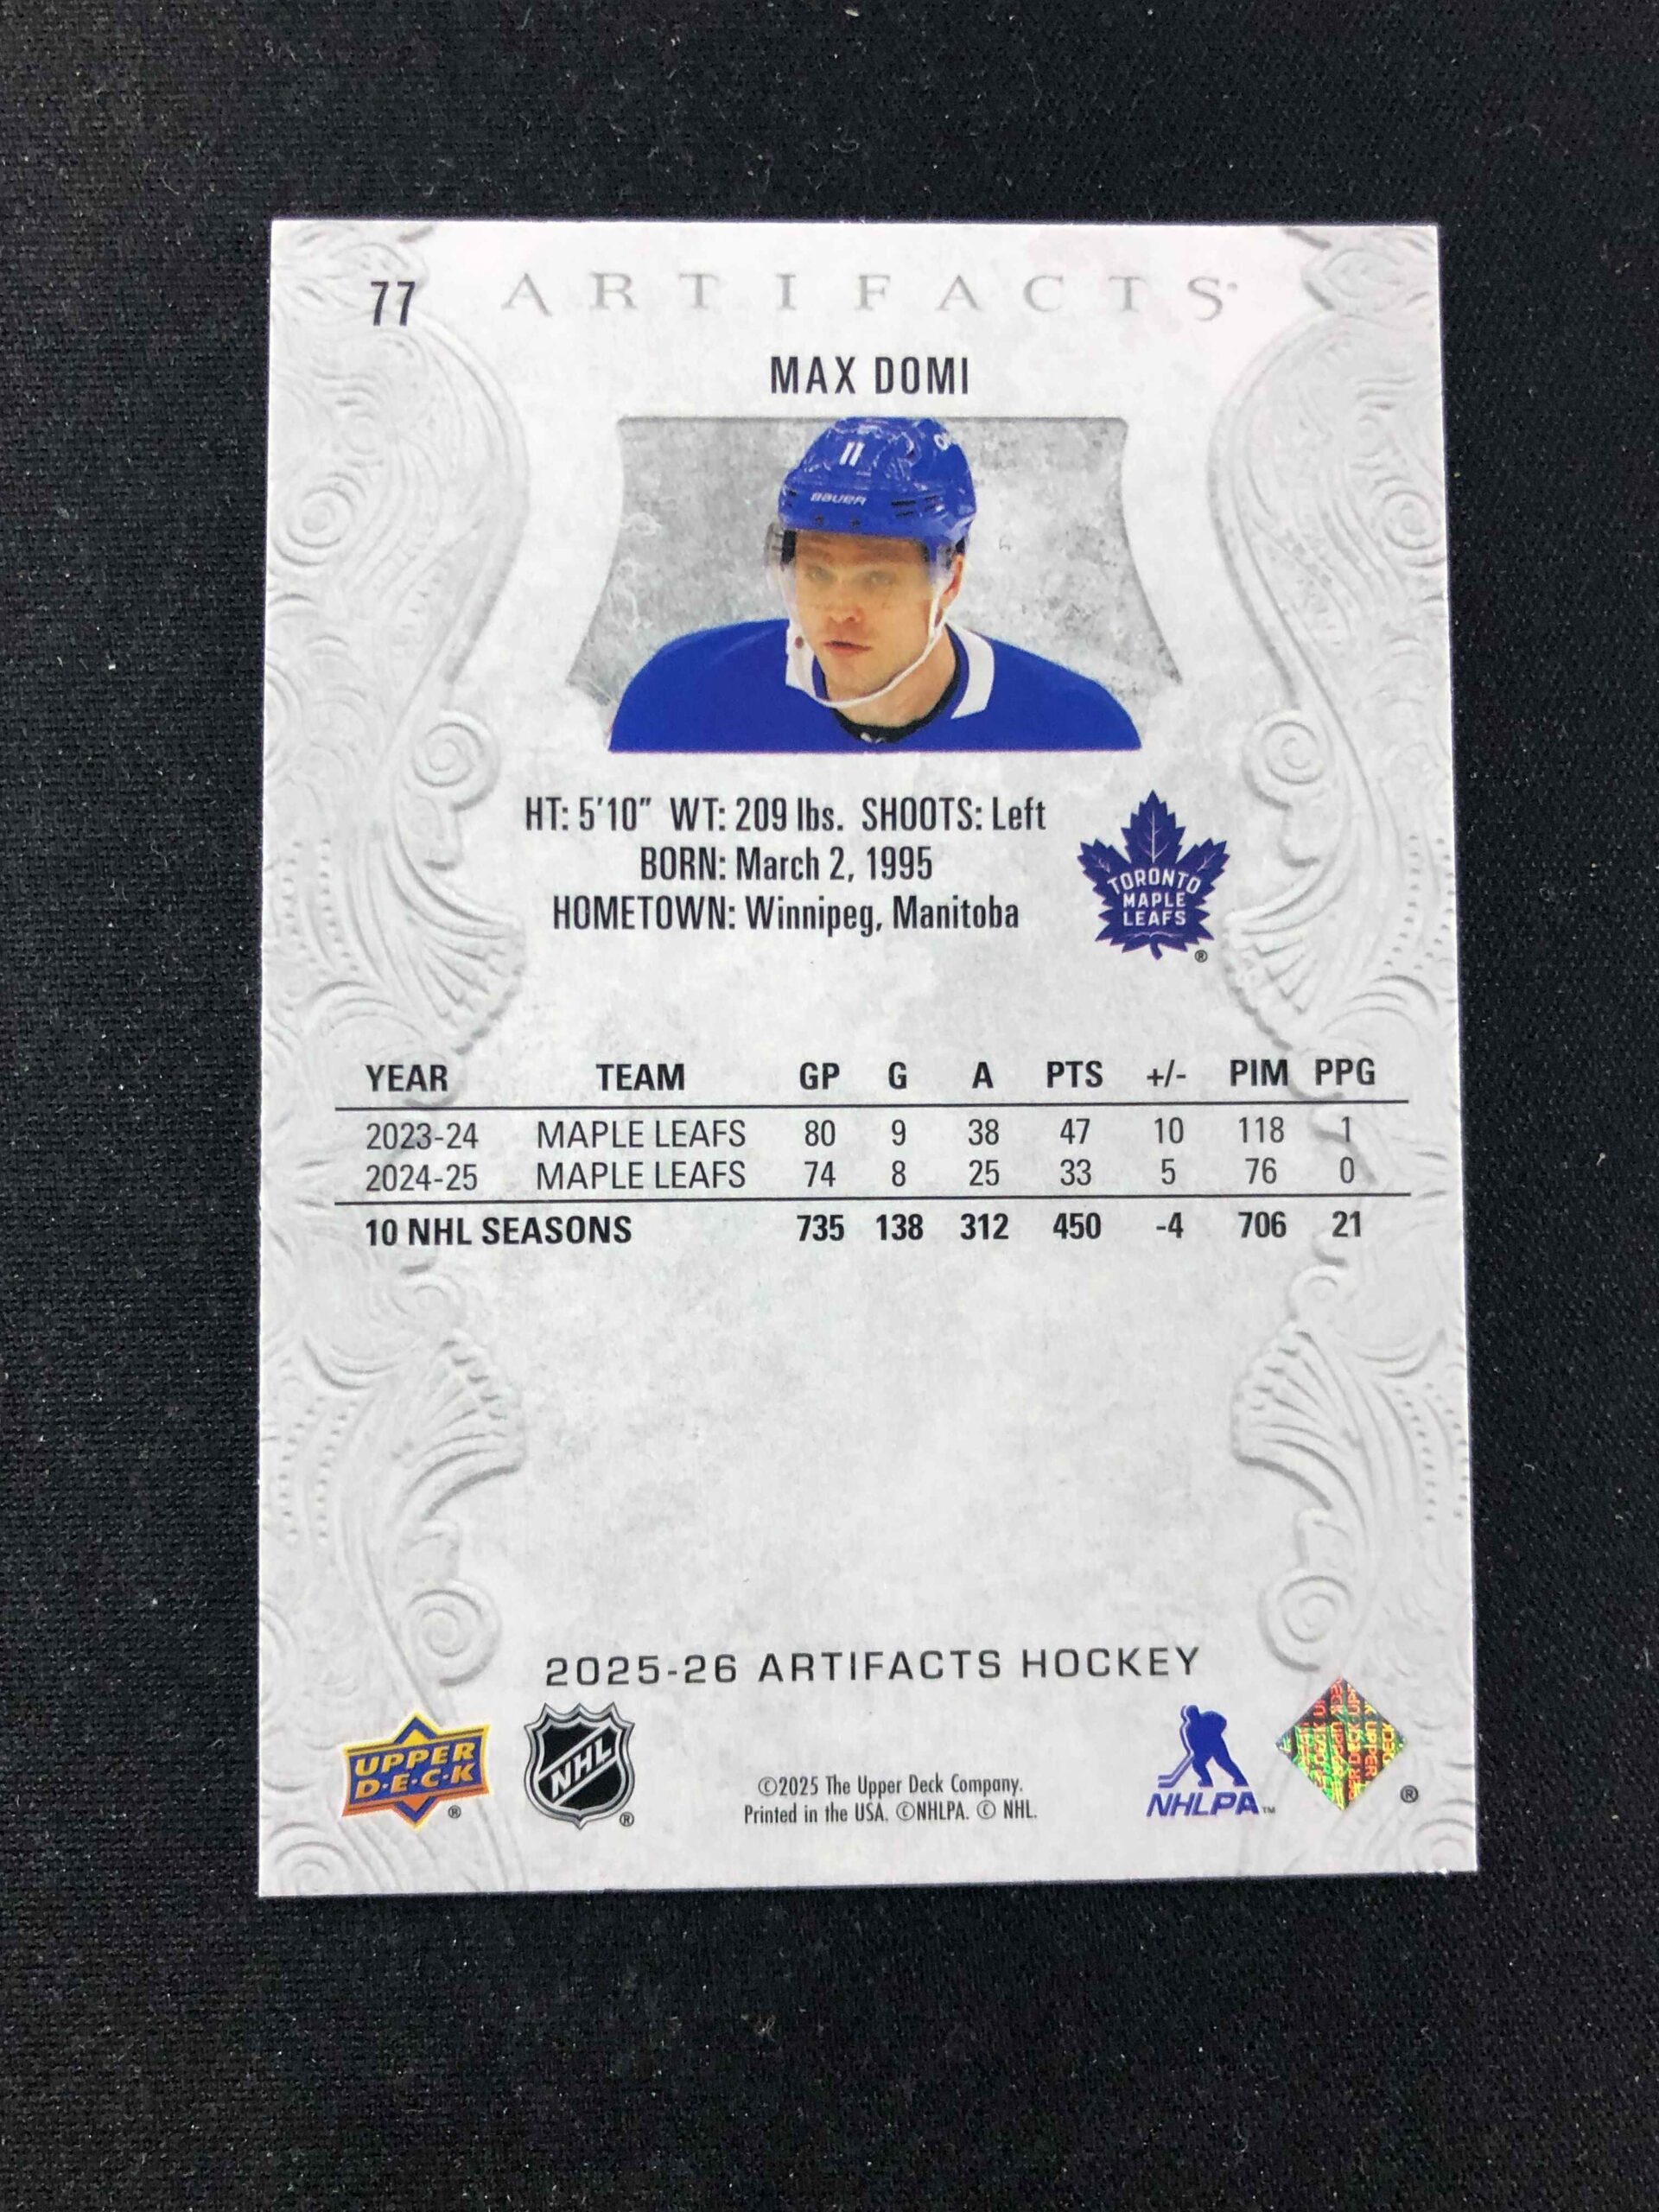 77
ARTIFACTS
MAX DOMI
11
BAUER
HT: 5'10" WT: 209 lbs. SHOOTS: Left
BORN: March 2, 1995
HOMETOWN: Winnipeg, Manitoba
TORONTO
MAPLE
LEAFS
®
YEAR TEAM GP G A PTS +/- PIM PPG
2023-24 MAPLE LEAFS 80 9 38 47 10 118 1
2024-25 MAPLE LEAFS 74 8 25 33 5 76 0
10 NHL SEASONS 735 138 312 450 -4 706 21
2025-26 ARTIFACTS HOCKEY
UPPER
D·E·C·K
®
NHL
®
©2025 The Upper Deck Company.
Printed in the USA. ©NHLPA. © NHL.
NHLPA™
UPPER DECK
®